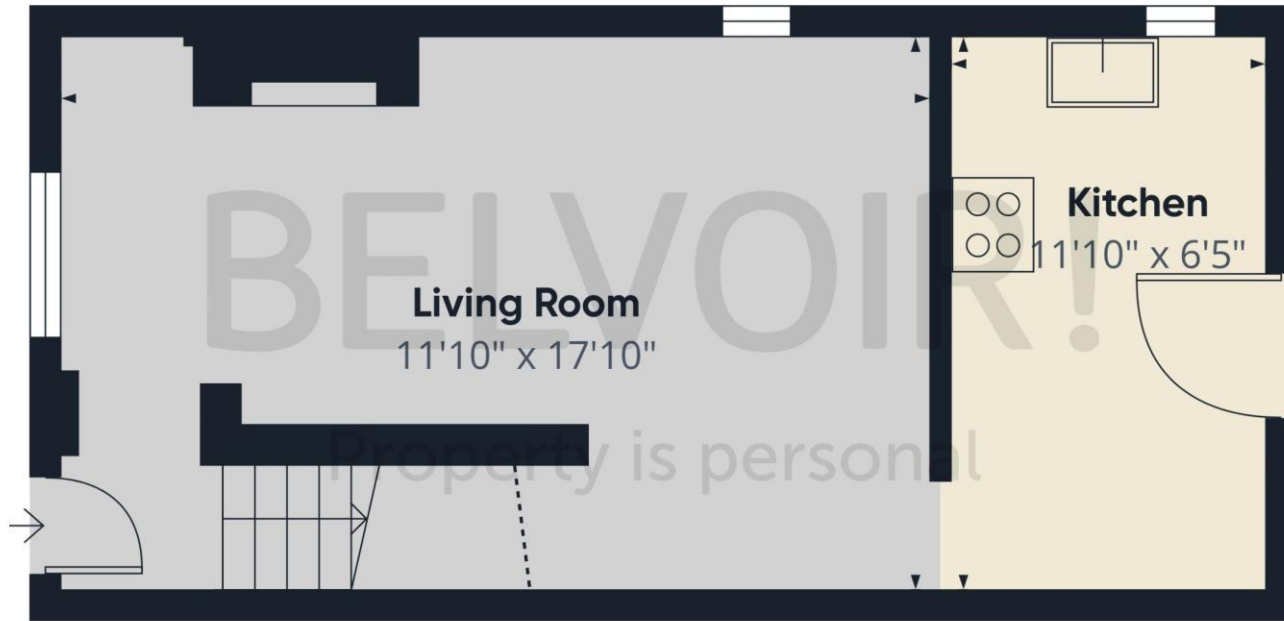 BELVOIR!
Property is personal
Living Room
11'10" x 17'10"
Kitchen
11'10" x 6'5"